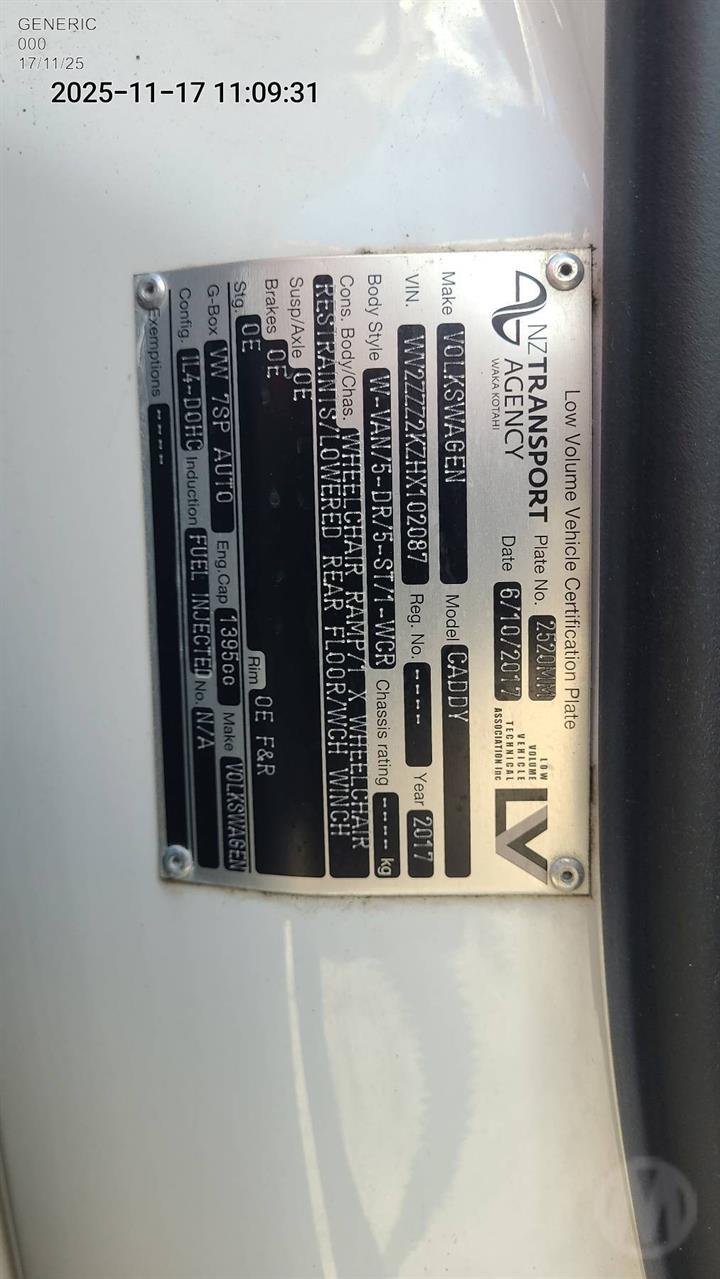 GENERIC
000
17/11/25
2025-11-17 11:09:31
Low Volume Vehicle Certification Plate
NZTRANSPORT
AGENCY
WAKA KOTAHI
Plate No. 2520MM
Date 6/10/2017
LOW
VOLUME
VEHICLE
TECHNICAL
ASSOCIATION Inc
LV
Make VOLKSWAGEN Model CADDY
VIN. WV2ZZZ2KZHX102087 Reg. No. ---- Year 2017
Body Style W-VAN/5-DR/5-ST/1-WCR Chassis rating ---- kg
Cons. Body/Chas. WHEELCHAIR RAMP/1 X WHEELCHAIR
RESTRAINTS/LOWERED REAR FLOOR/WCH WINCH
Susp/Axle OE
Brakes OE
Stg. OE Rim OE F&R
G-Box VW 7SP AUTO Eng.Cap 1395cc Make VOLKSWAGEN
Config. IL4-DOHC Induction FUEL INJECTED No. N/A
Exemptions ----